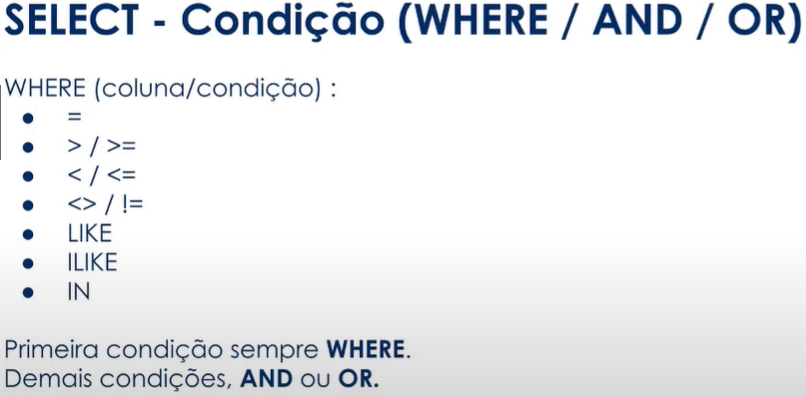 SELECT - Condição (WHERE / AND / OR)
WHERE (coluna/condição) :
● =
● > / >=
● < / <=
● <> / !=
● LIKE
● ILIKE
● IN
Primeira condição sempre WHERE.
Demais condições, AND ou OR.